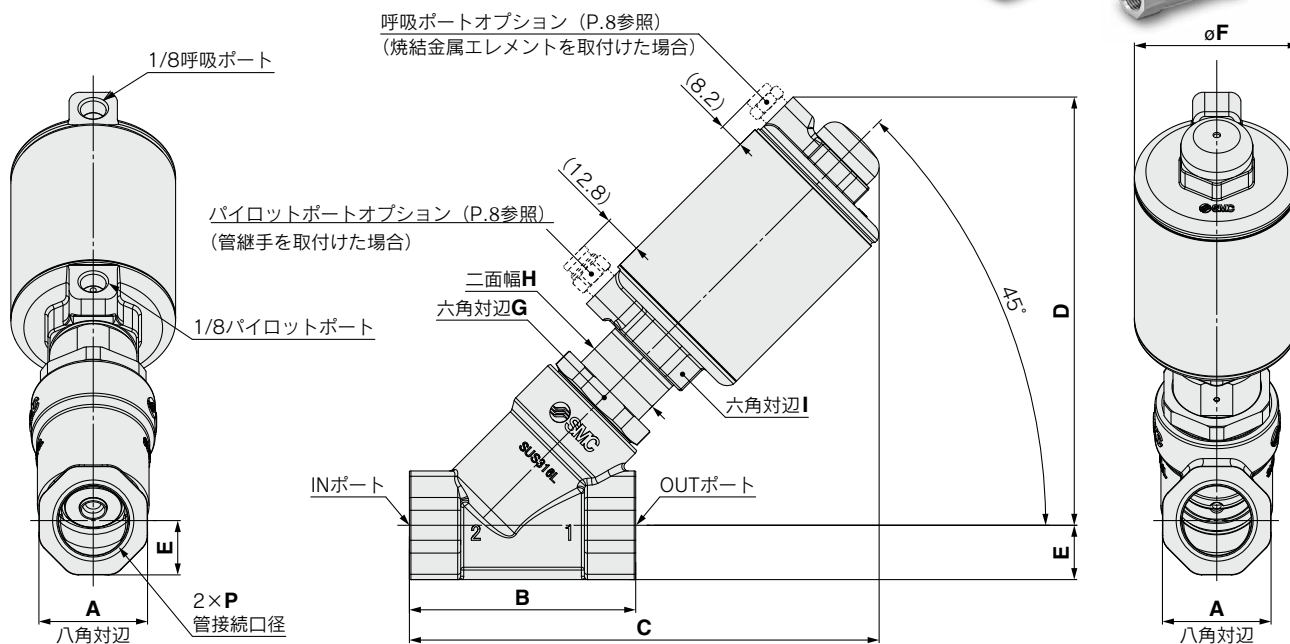 呼吸ポートオプション（P.8参照）
（焼結金属エレメントを取付けた場合）
1/8呼吸ポート
øF
(8.2)
(12.8)
パイロットポートオプション（P.8参照）
（管継手を取付けた場合）
二面幅H
六角対辺G
1/8パイロットポート
45°
D
六角対辺I
SMC
SUS316L
SMC
INポート
OUTポート
2
1
E
E
A
八角対辺
2×P
管接続口径
B
C
A
八角対辺